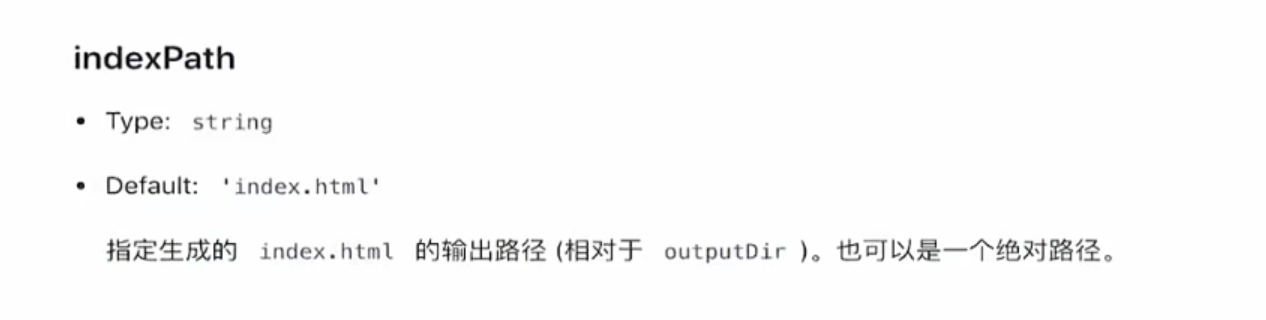 indexPath
• Type: string
• Default: 'index.html'
指定生成的 index.html 的输出路径 (相对于 outputDir )。也可以是一个绝对路径。